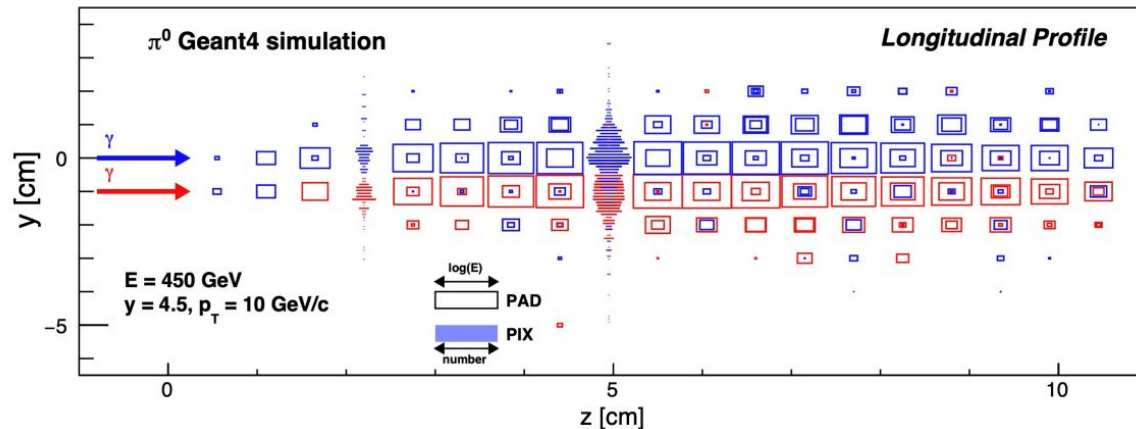 π⁰ Geant4 simulation
Longitudinal Profile
γ
γ
0
-5
y [cm]
E = 450 GeV
y = 4.5, p_T = 10 GeV/c
log(E)
PAD
PIX
number
0
5
10
z [cm]